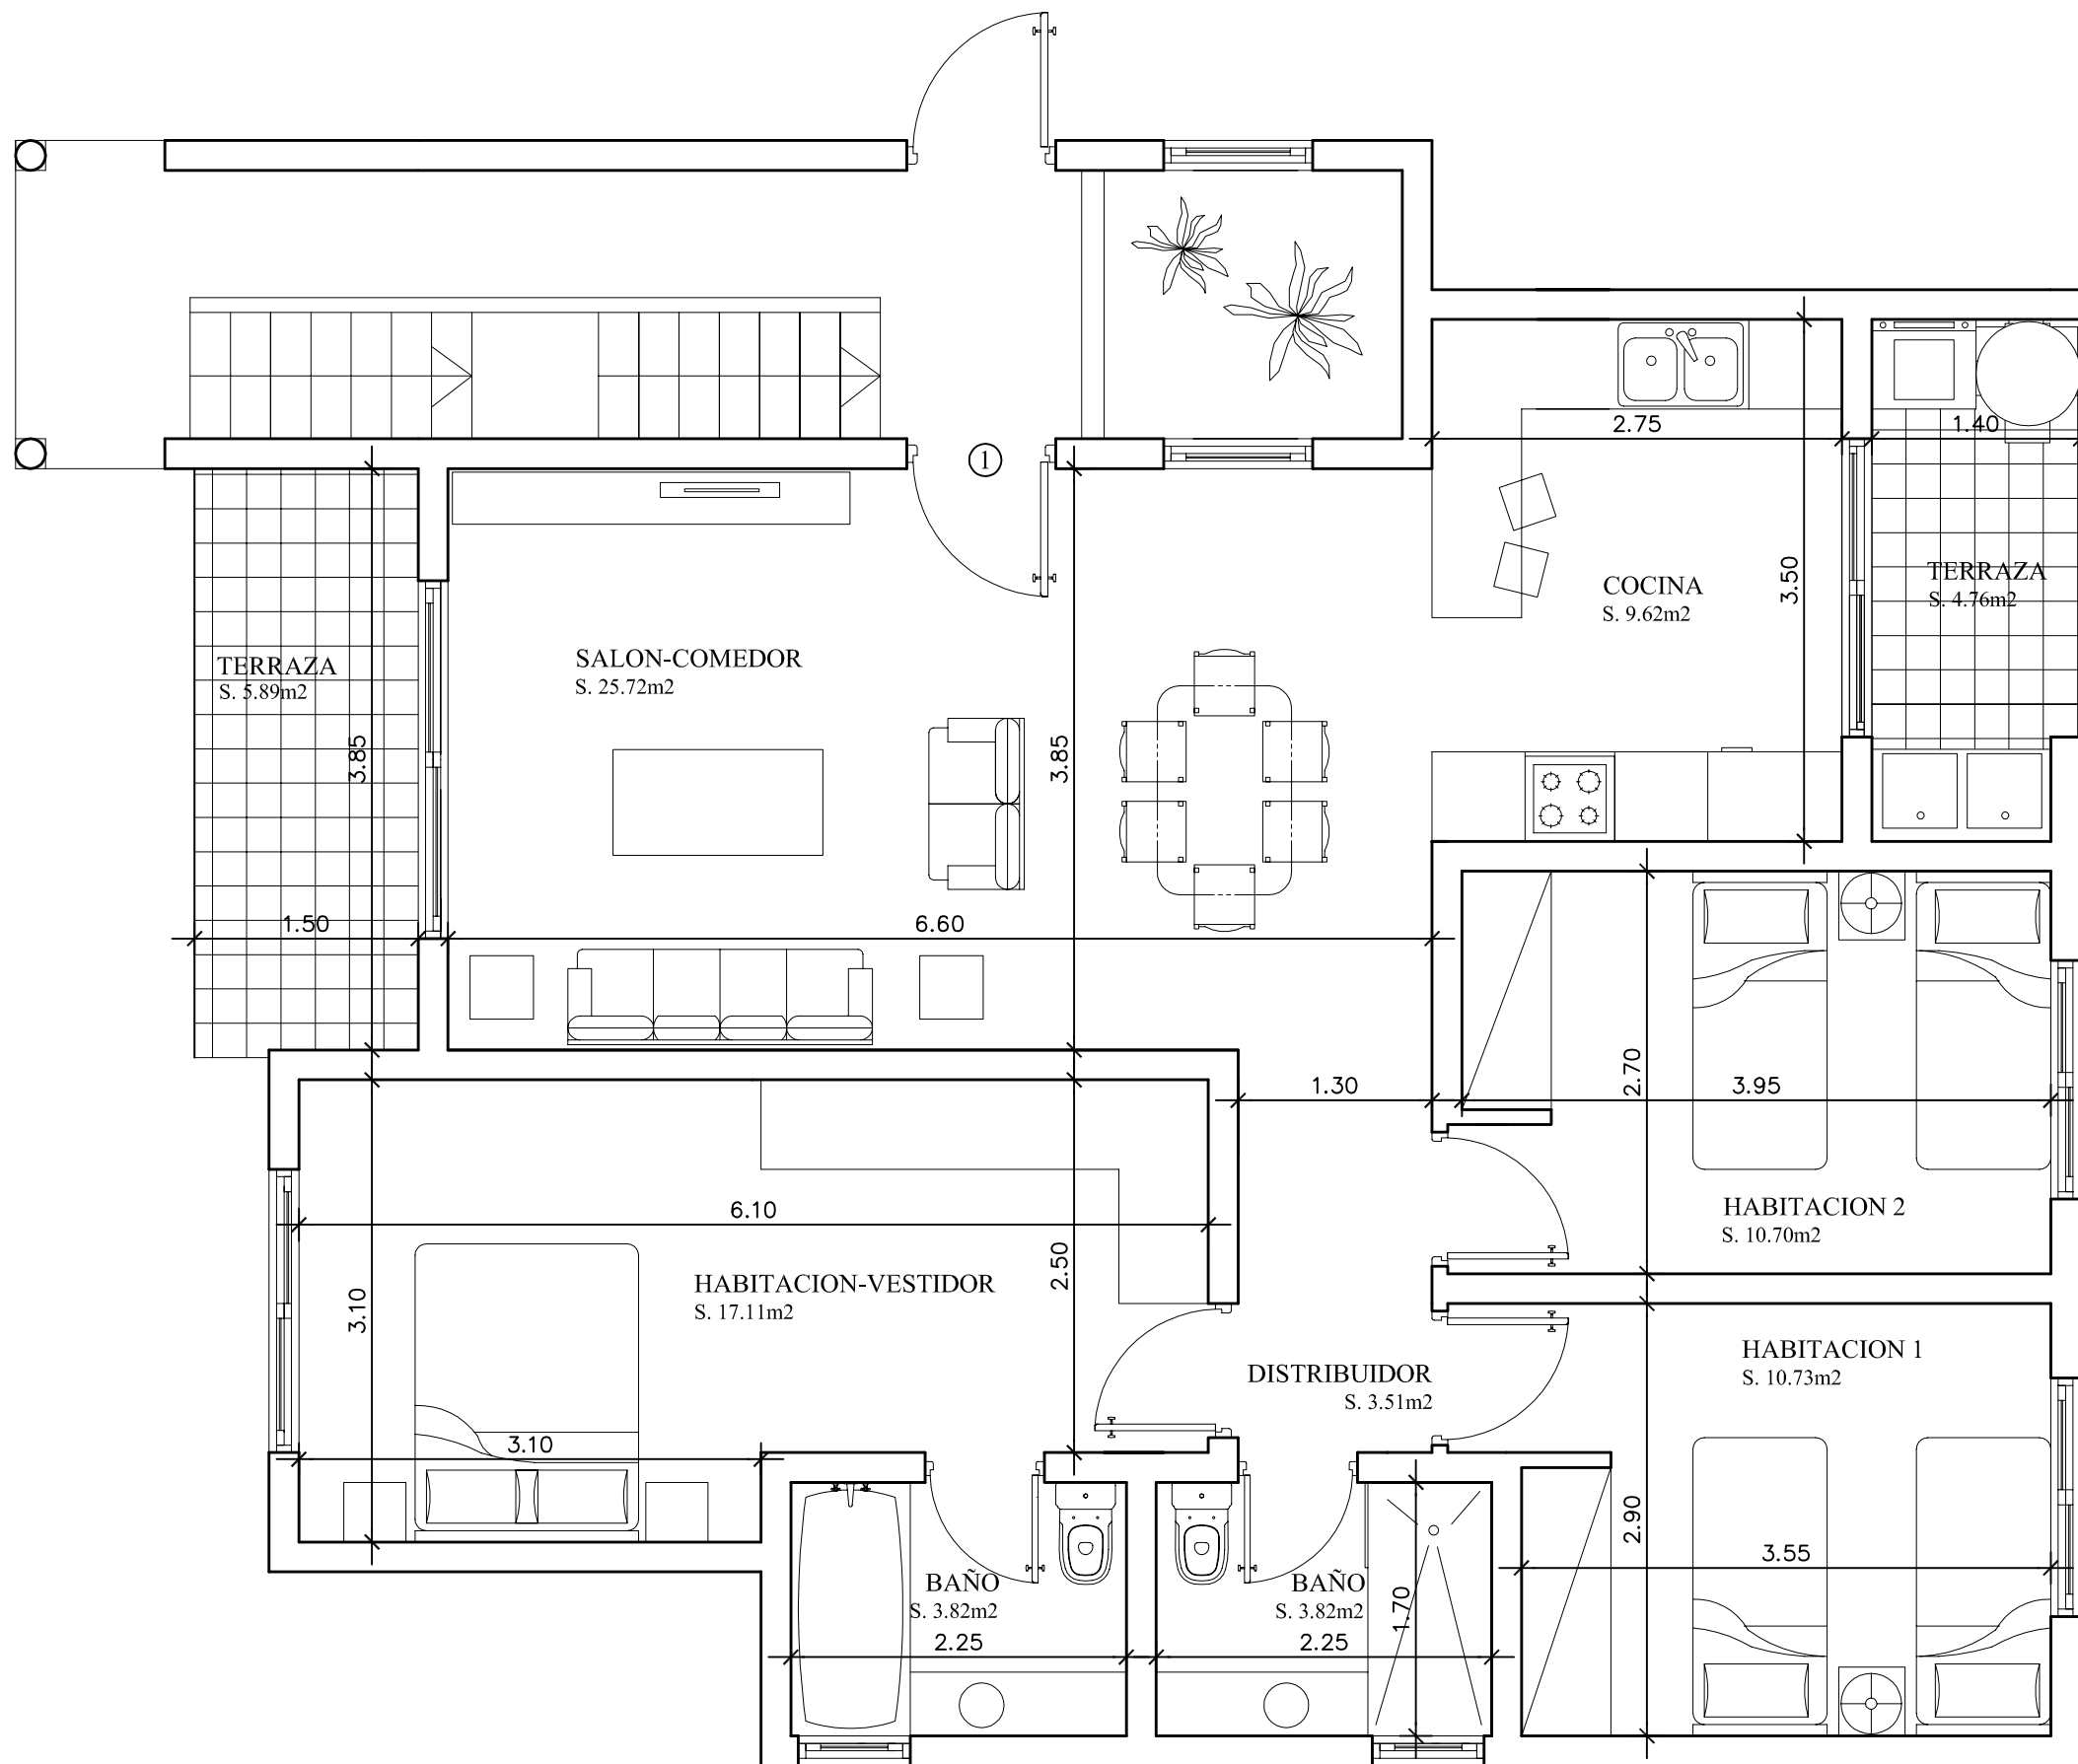 1
2.75
1.40
3.50
TERRAZA
S. 4.76m2
COCINA
S. 9.62m2
SALON-COMEDOR
S. 25.72m2
TERRAZA
S. 5.89m2
3.85
3.85
1.50
6.60
2.70
1.30
3.95
6.10
HABITACION 2
S. 10.70m2
2.50
HABITACION-VESTIDOR
S. 17.11m2
3.10
HABITACION 1
S. 10.73m2
DISTRIBUIDOR
S. 3.51m2
3.10
2.90
3.55
BAÑO
S. 3.82m2
BAÑO
S. 3.82m2
1.70
2.25
2.25